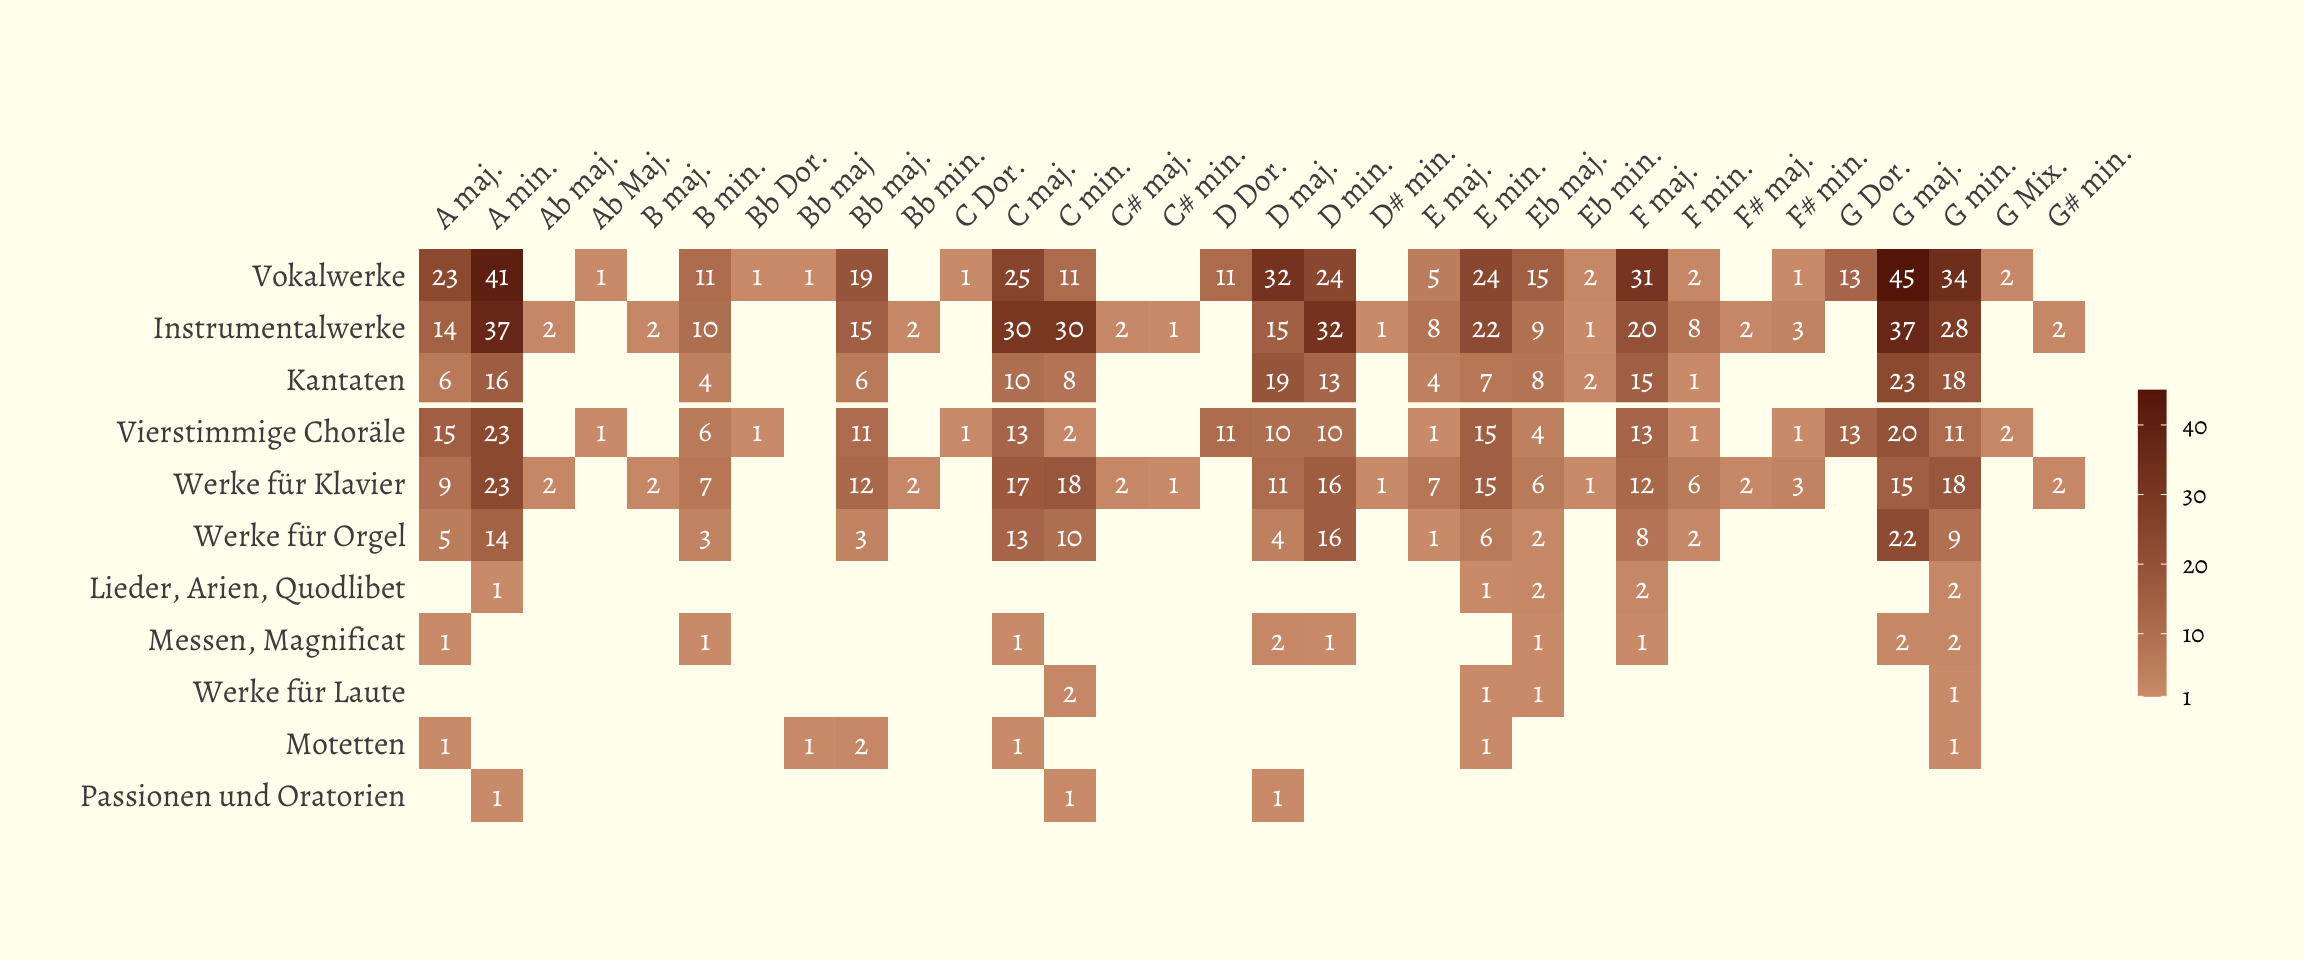 A maj. A min. Ab maj. Ab Maj. B maj. B min. Bb Dor. Bb maj Bb maj. Bb min. C Dor. C maj. C min. C# maj. C# min. D Dor. D maj. D min. D# min. E maj. E min. Eb maj. Eb min. F maj. F min. F# maj. F# min. G Dor. G maj. G min. G Mix. G# min.
Vokalwerke 23 41 1 11 1 1 19 1 25 11 11 32 24 5 24 15 2 31 2 1 13 45 34 2
Instrumentalwerke 14 37 2 2 10 15 2 30 30 2 1 15 32 1 8 22 9 1 20 8 2 3 37 28 2
Kantaten 6 16 4 6 10 8 19 13 4 7 8 2 15 1 23 18
Vierstimmige Choräle 15 23 1 6 1 11 1 13 2 11 10 10 1 15 4 13 1 1 13 20 11 2
Werke für Klavier 9 23 2 2 7 12 2 17 18 2 1 11 16 1 7 15 6 1 12 6 2 3 15 18 2
Werke für Orgel 5 14 3 3 13 10 4 16 1 6 2 8 2 22 9
Lieder, Arien, Quodlibet 1 1 2 2 2
Messen, Magnificat 1 1 1 2 1 1 1 2 2
Werke für Laute 2 1 1 1
Motetten 1 1 2 1 1 1
Passionen und Oratorien 1 1 1
40
30
20
10
1